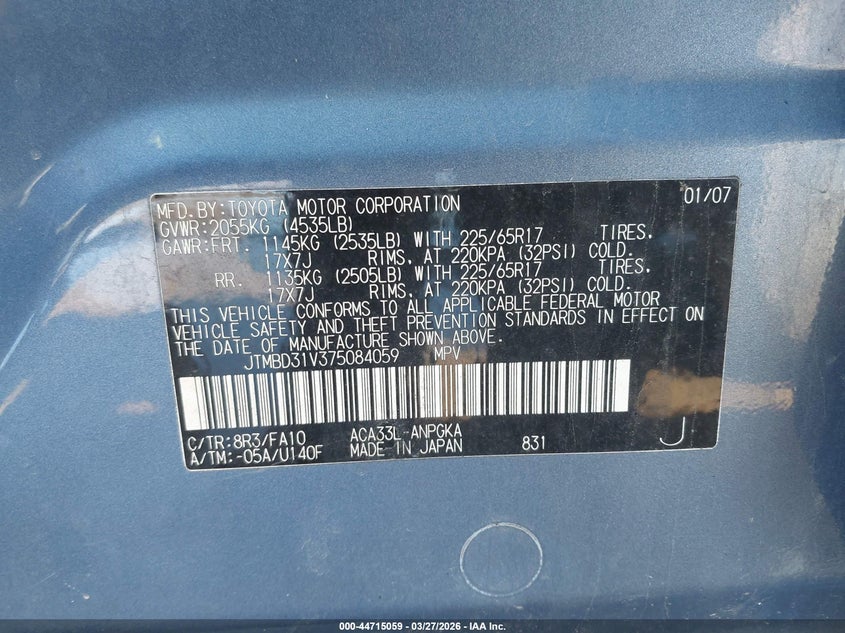 MFD.BY:TOYOTA MOTOR CORPORATION 01/07
GVWR:2055KG (4535LB)
GAWR:FRT. 1145KG (2535LB) WITH 225/65R17 TIRES,
17X7J RIMS, AT 220KPA (32PSI) COLD.
RR. 1135KG (2505LB) WITH 225/65R17 TIRES,
17X7J RIMS, AT 220KPA (32PSI) COLD.
THIS VEHICLE CONFORMS TO ALL APPLICABLE FEDERAL MOTOR
VEHICLE SAFETY AND THEFT PREVENTION STANDARDS IN EFFECT ON
THE DATE OF MANUFACTURE SHOWN ABOVE.
JTMBD31V375084059 MPV
C/TR:8R3/FA10 ACA33L-ANPGKA
A/TM:-05A/U140F MADE IN JAPAN 831 J
000-44715059 | 03/27/2026 | IAA Inc.